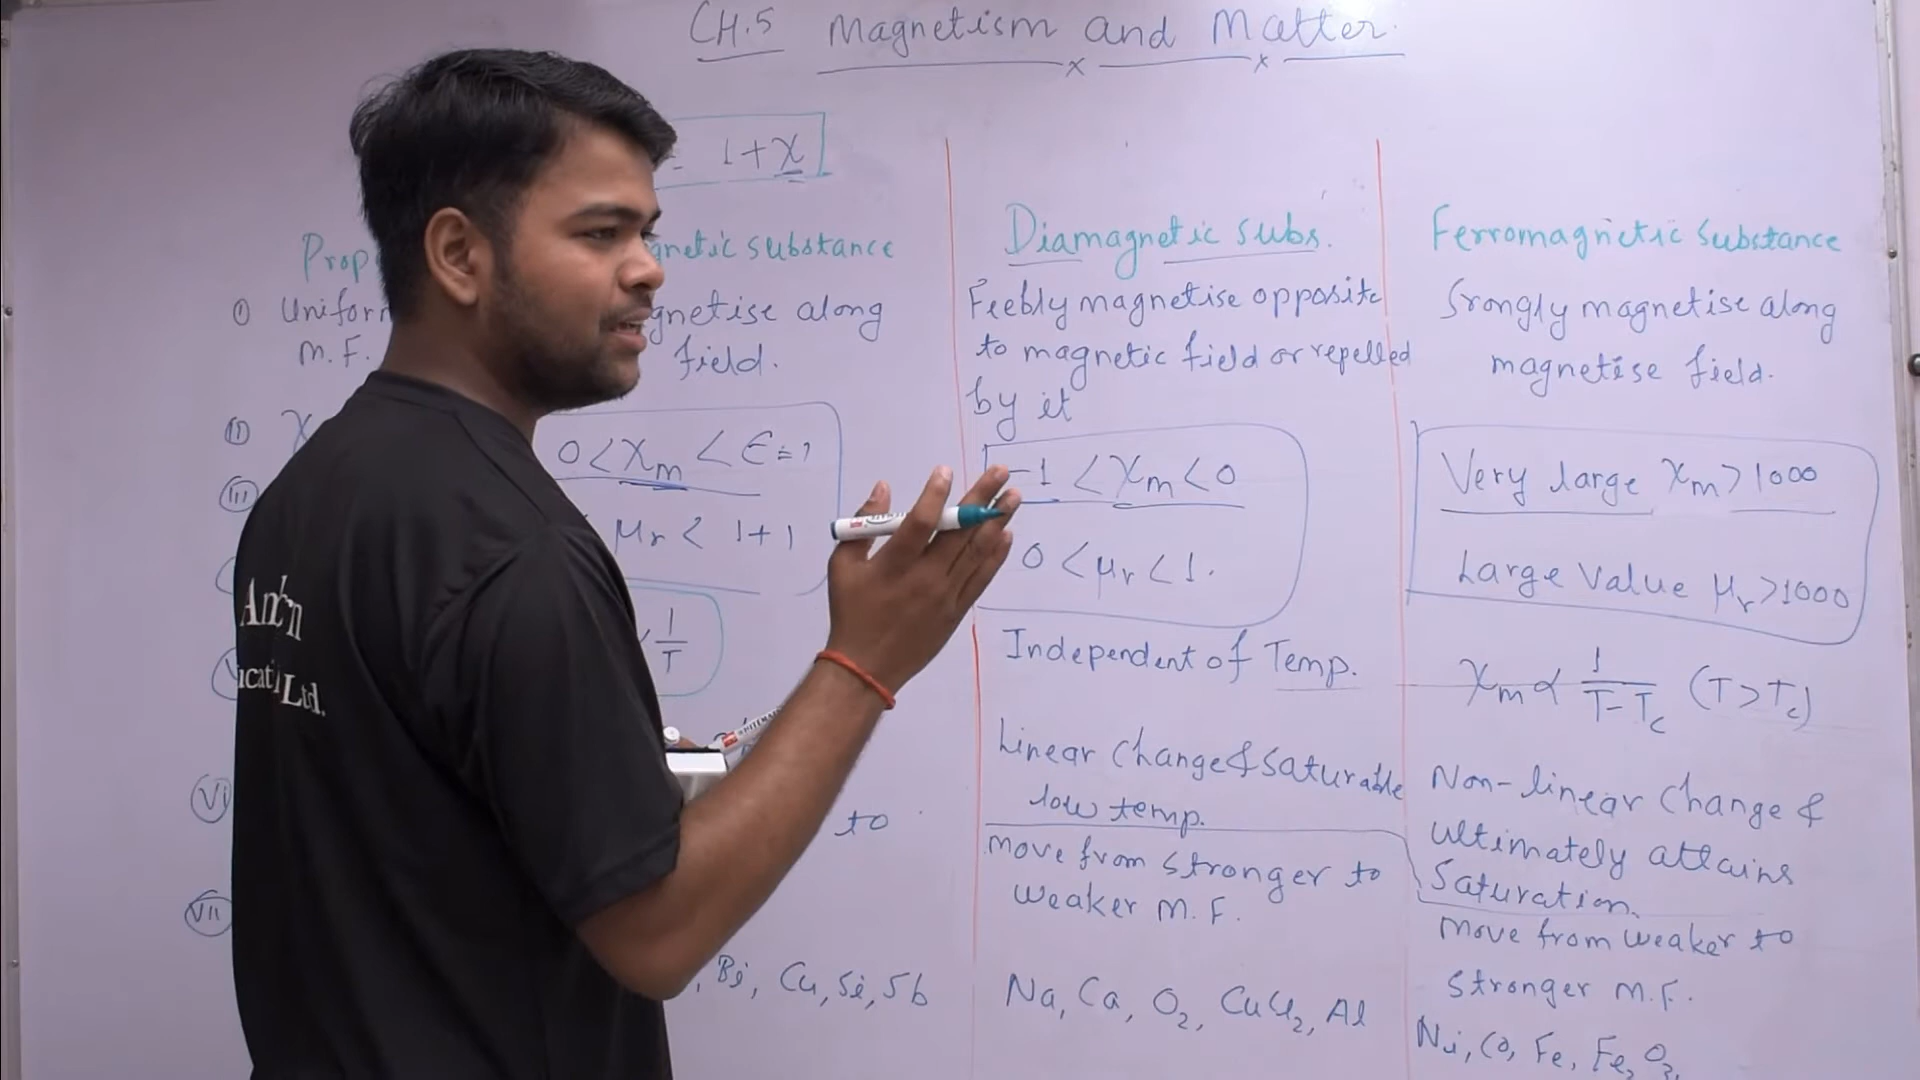 CH.5 Magnetism and Matter.
1+χ
Prop
gnetic substance
① Uniform
M.F.
gnetise along
field.
②
③
0<χm <ϵ=1
μr < 1+1
1/T
VI
to
VII
Bi, Cu, Si, Sb
Diamagnetic subs.
Feebly magnetise opposite
to magnetic field or repelled
by it
-1 <χm<0
0 <μr<1.
Independent of Temp.
Linear Change & saturable
low temp.
move from stronger to
weaker M.F.
Na, Ca, O2, CuCl2, Al
Ferromagnetic Substance
Srongly magnetise along
magnetise field.
Very large χm>1000
Large Value μr>1000
χm ∝ 1/T-Tc (T>Tc)
Non-linear Change &
ultimately attains
Saturation.
move from weaker to
stronger M.F.
Ni, Co, Fe, Fe2O3,
Ltd.